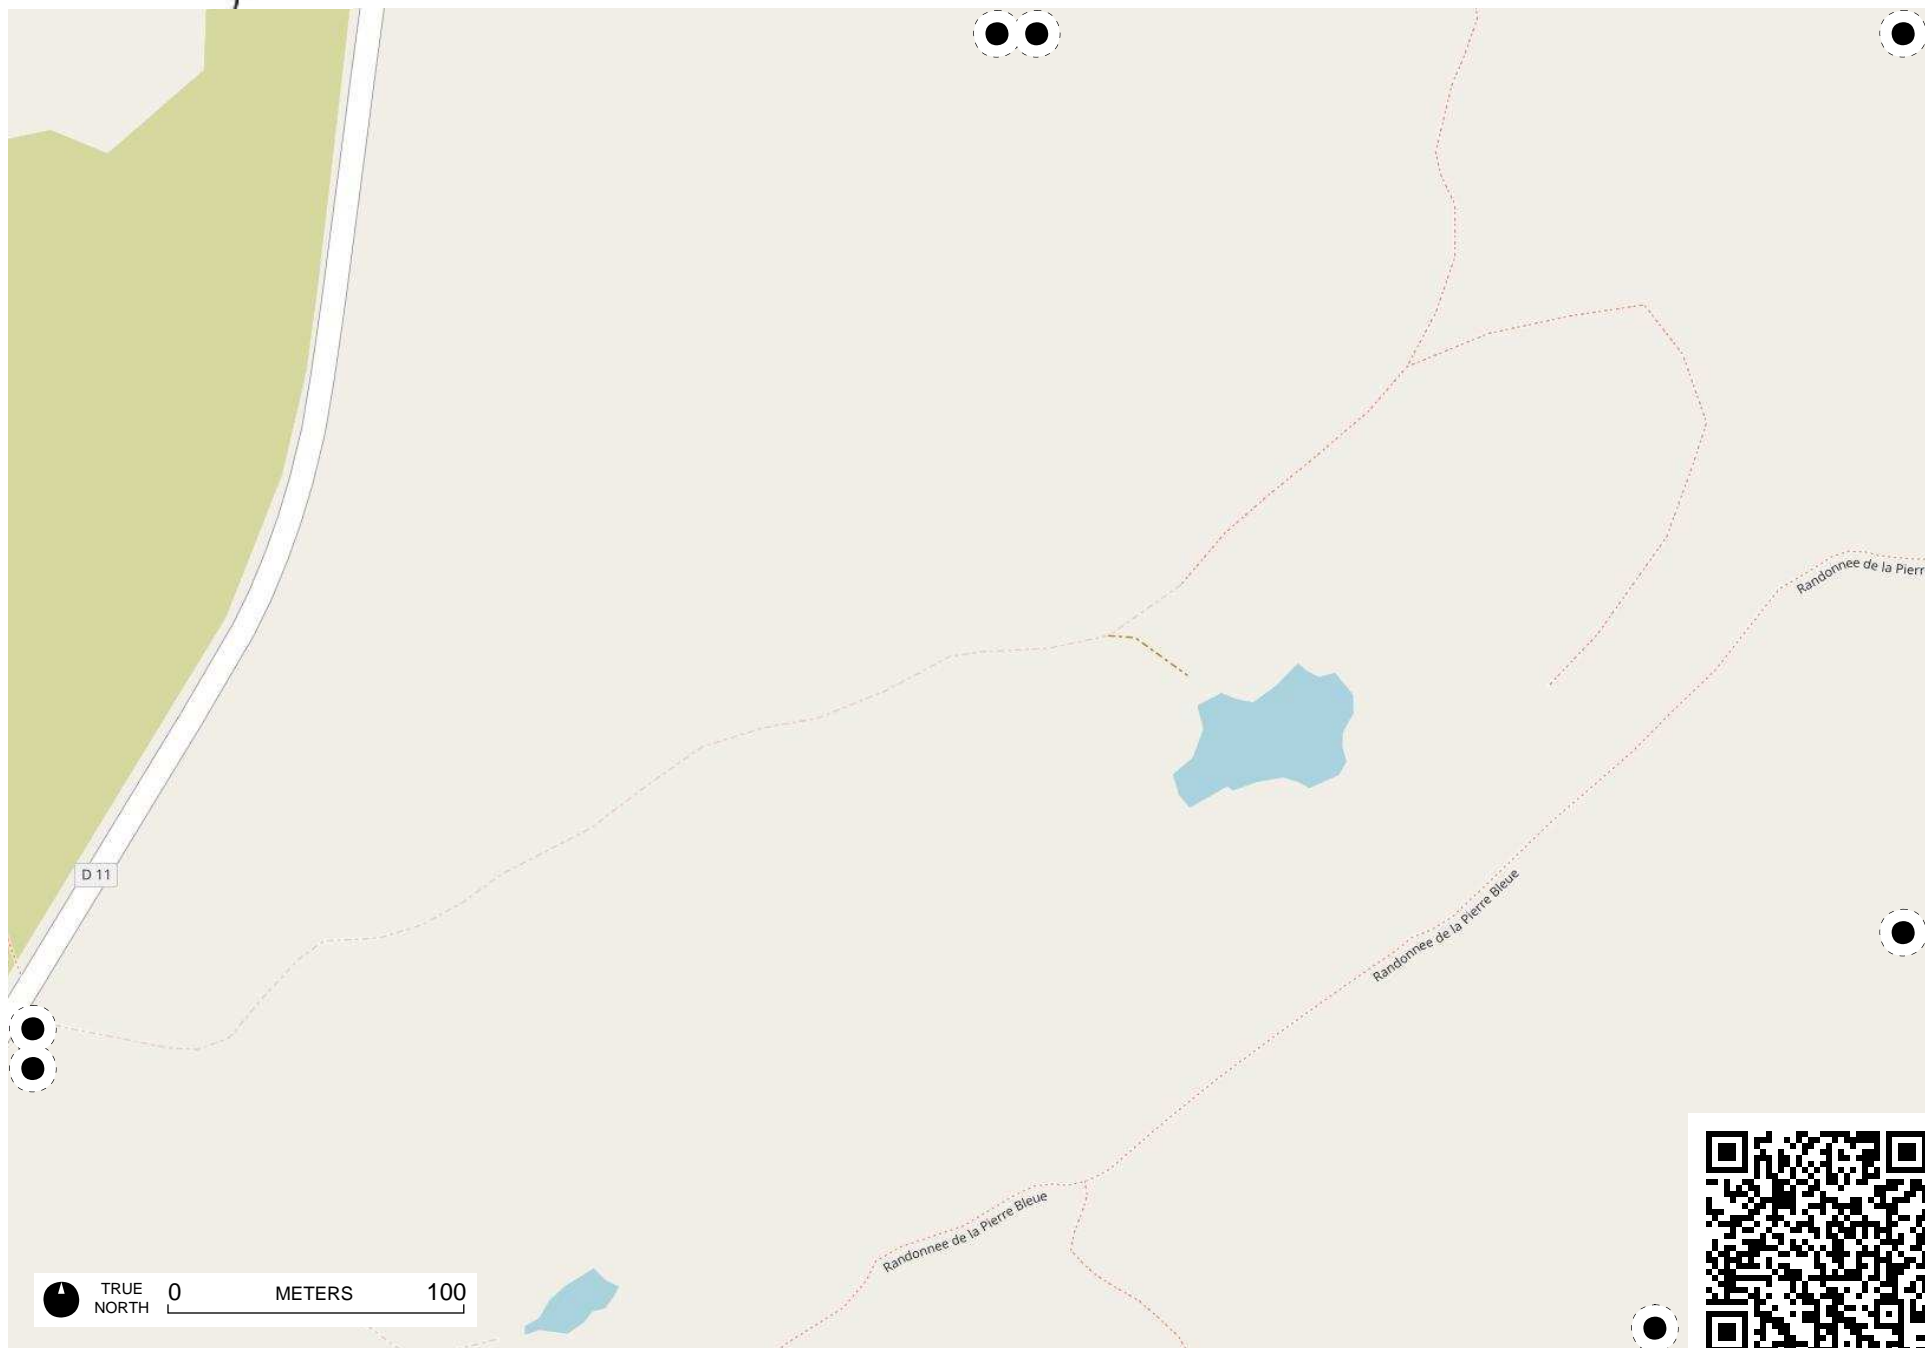 Randonnee de la Pierr
D 11
Randonnee de la Pierre Bleue
Randonnee de la Pierre Bleue
TRUE
NORTH
0 METERS 100